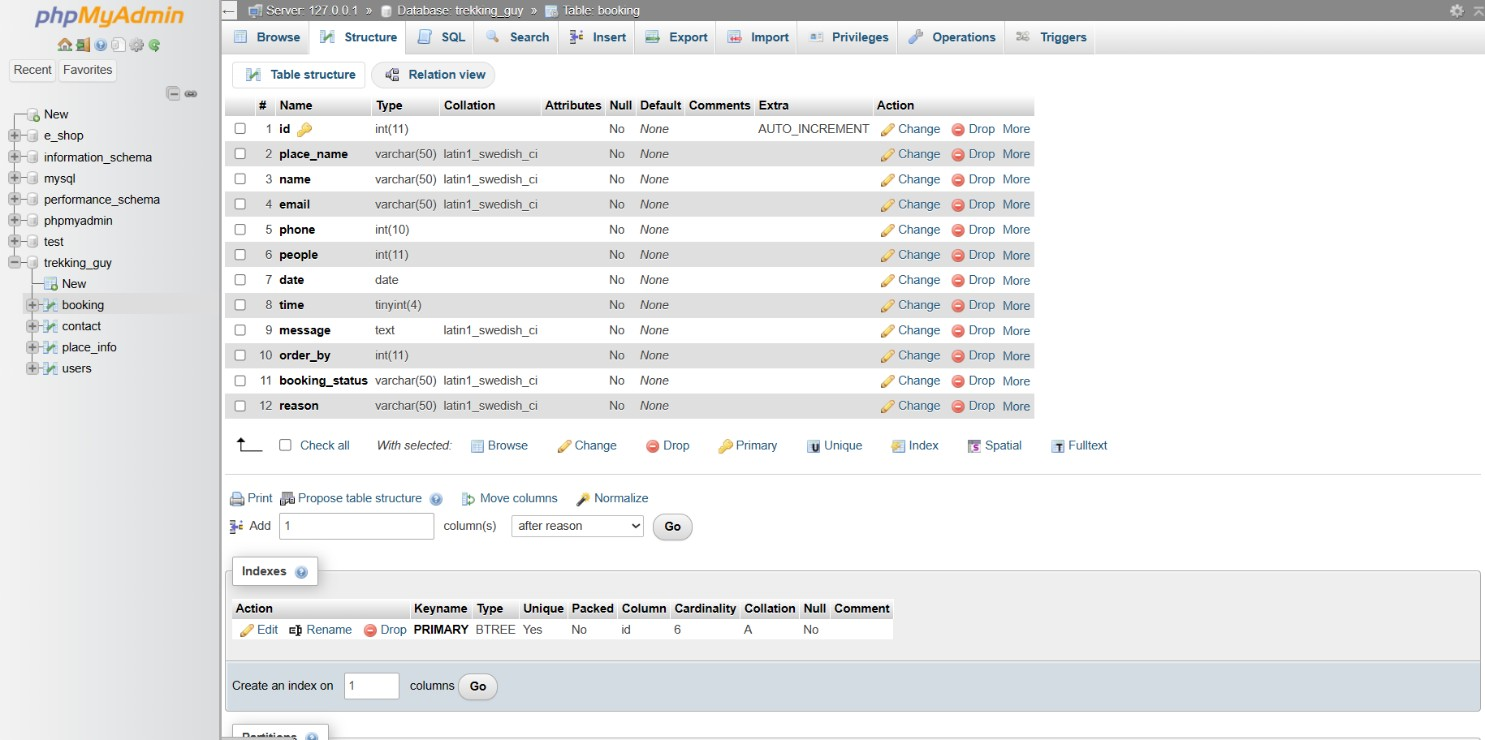 phpMyAdmin
Recent Favorites
New
e_shop
information_schema
mysql
performance_schema
phpmyadmin
test
trekking_guy
New
booking
contact
place_info
users
Server: 127.0.0.1 » Database: trekking_guy » Table: booking
Browse Structure SQL Search Insert Export Import Privileges Operations Triggers
Table structure Relation view
# Name Type Collation Attributes Null Default Comments Extra Action
1 id int(11) No None AUTO_INCREMENT Change Drop More
2 place_name varchar(50) latin1_swedish_ci No None Change Drop More
3 name varchar(50) latin1_swedish_ci No None Change Drop More
4 email varchar(50) latin1_swedish_ci No None Change Drop More
5 phone int(10) No None Change Drop More
6 people int(11) No None Change Drop More
7 date date No None Change Drop More
8 time tinyint(4) No None Change Drop More
9 message text latin1_swedish_ci No None Change Drop More
10 order_by int(11) No None Change Drop More
11 booking_status varchar(50) latin1_swedish_ci No None Change Drop More
12 reason varchar(50) latin1_swedish_ci No None Change Drop More
Check all With selected: Browse Change Drop Primary Unique Index Spatial Fulltext
Print Propose table structure Move columns Normalize
Add 1 column(s) after reason Go
Indexes
Action Keyname Type Unique Packed Column Cardinality Collation Null Comment
Edit Rename Drop PRIMARY BTREE Yes No id 6 A No
Create an index on 1 columns Go
Partitions